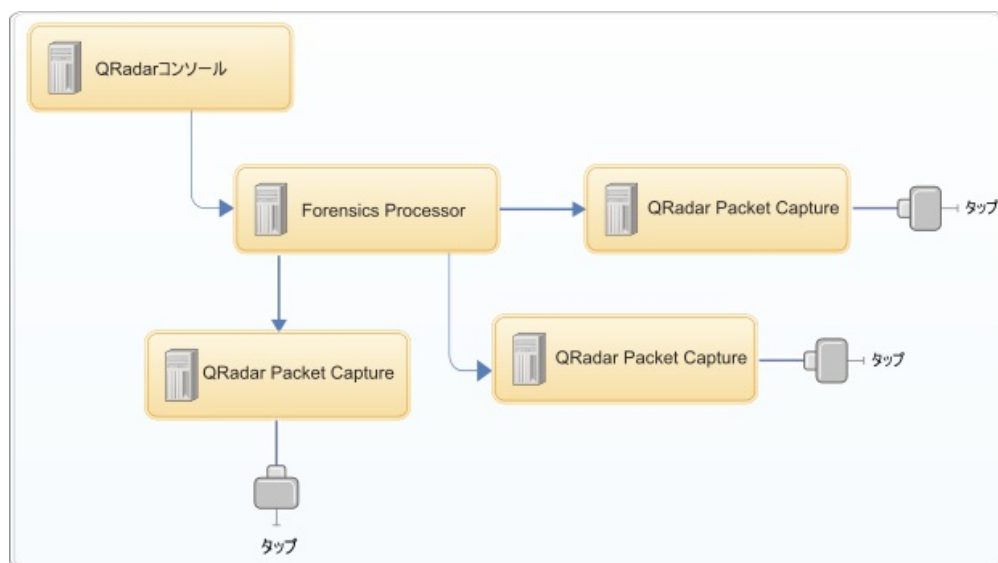 QRadarコンソール
Forensics Processor
QRadar Packet Capture
タップ
QRadar Packet Capture
タップ
QRadar Packet Capture
タップ